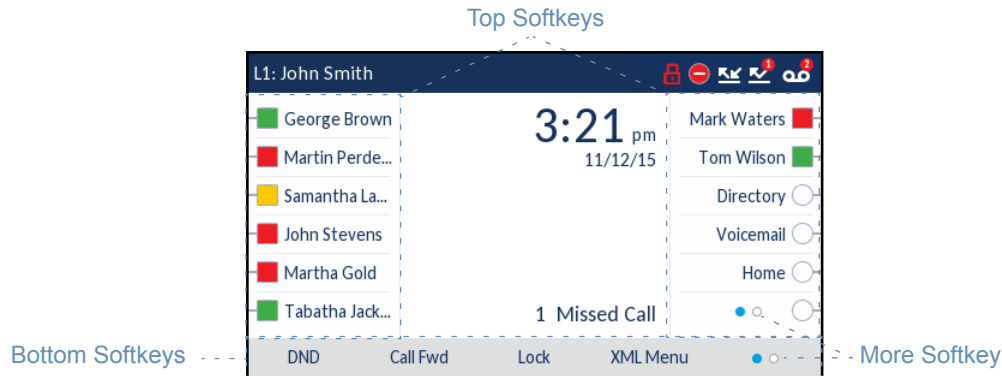 Top Softkeys
L1: John Smith
1
2
George Brown
Martin Perde...
Samantha La...
John Stevens
Martha Gold
Tabatha Jack...
3:21 pm
11/12/15
1 Missed Call
Mark Waters
Tom Wilson
Directory
Voicemail
Home
Bottom Softkeys
DND Call Fwd Lock XML Menu
More Softkey